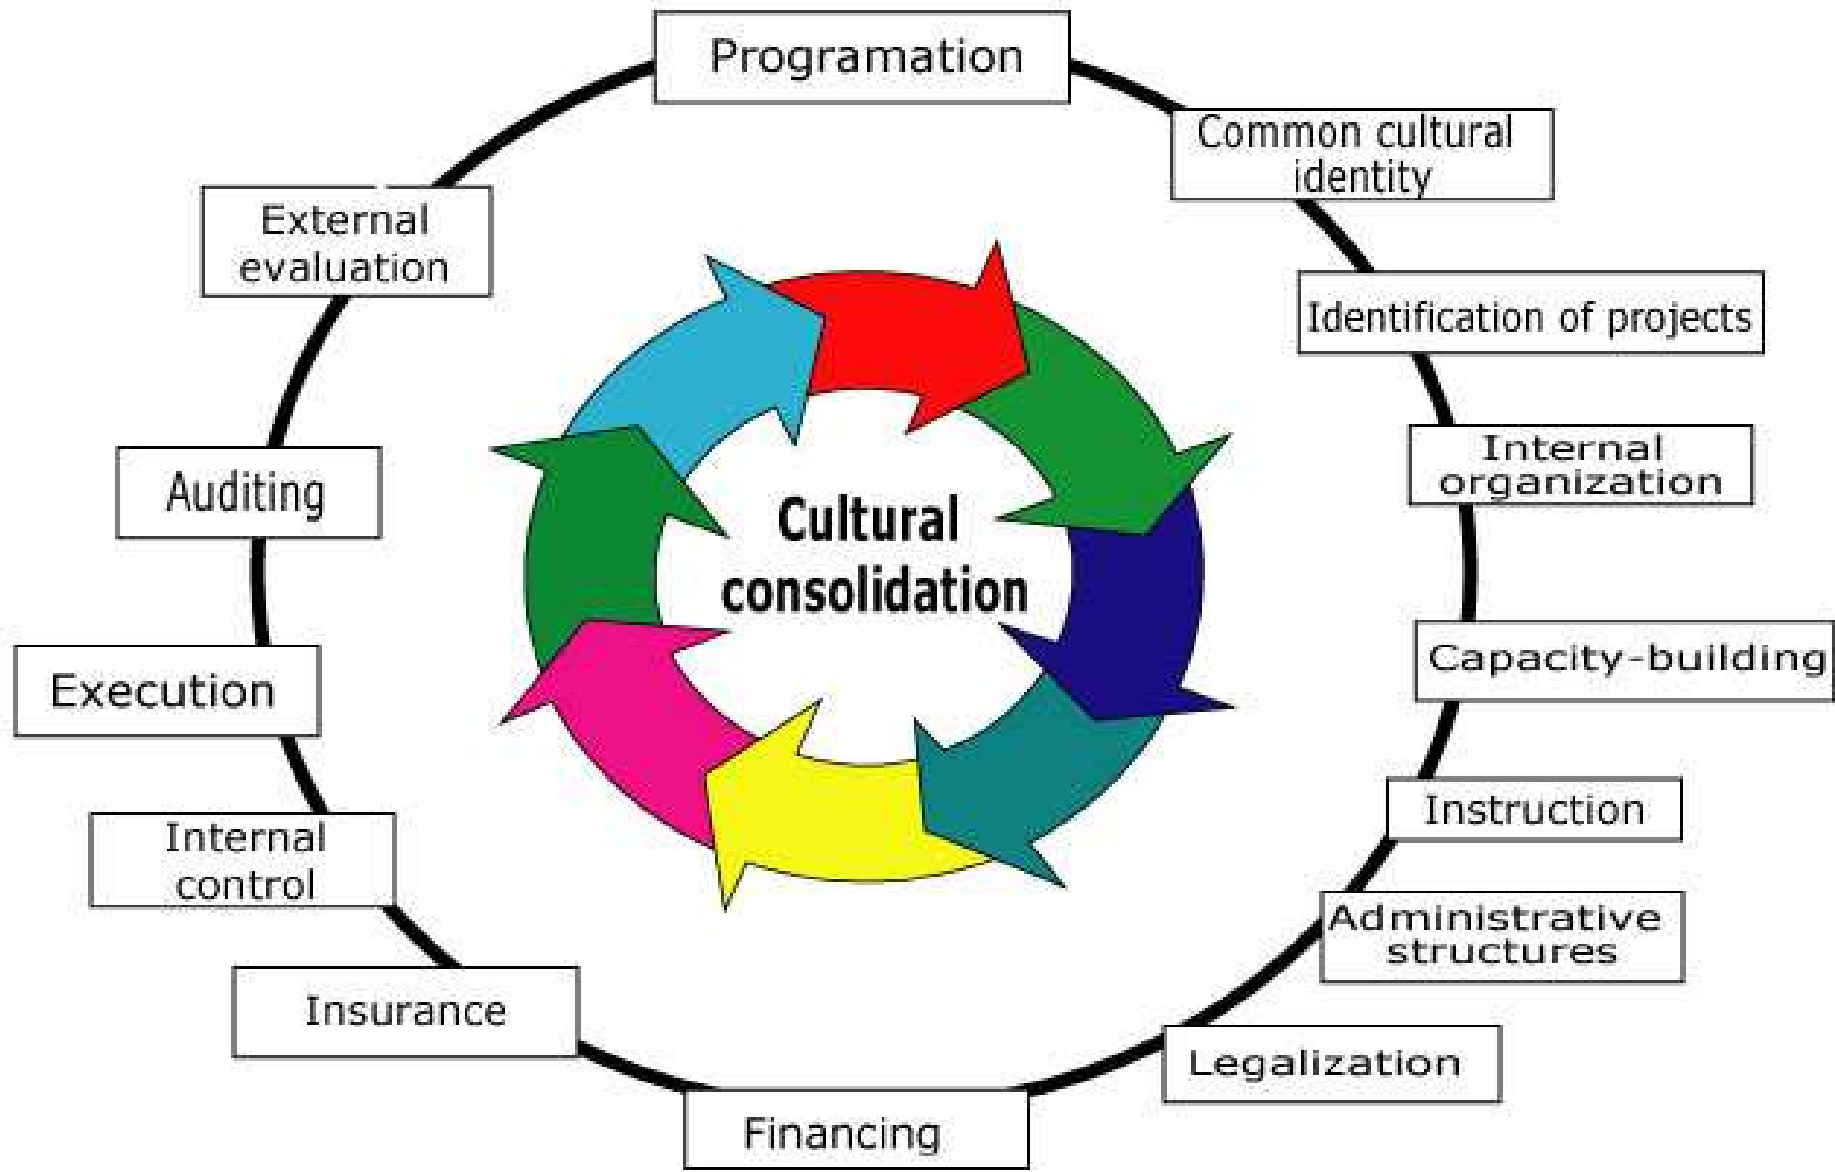 Programation
Common cultural
identity
Identification of projects
Internal
organization
Capacity-building
Instruction
Administrative
structures
Legalization
Financing
Insurance
Internal
control
Execution
Auditing
External
evaluation
Cultural
consolidation